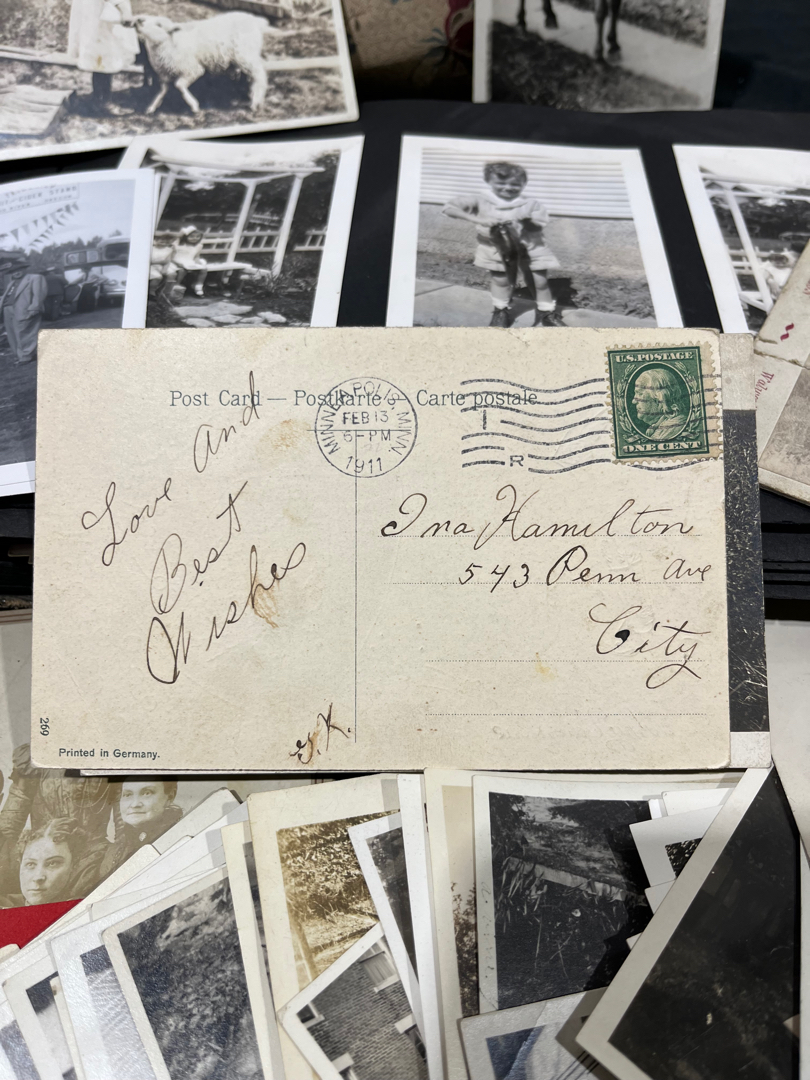 Post Card — Postkarte — Carte postale
MINNEAPOLIS, MINN.
FEB 13
6-PM
1911
U.S. POSTAGE
ONE CENT
R
Love and
Best
Wishes
Ina Hamilton
543 Penn Ave
City
269
Printed in Germany.